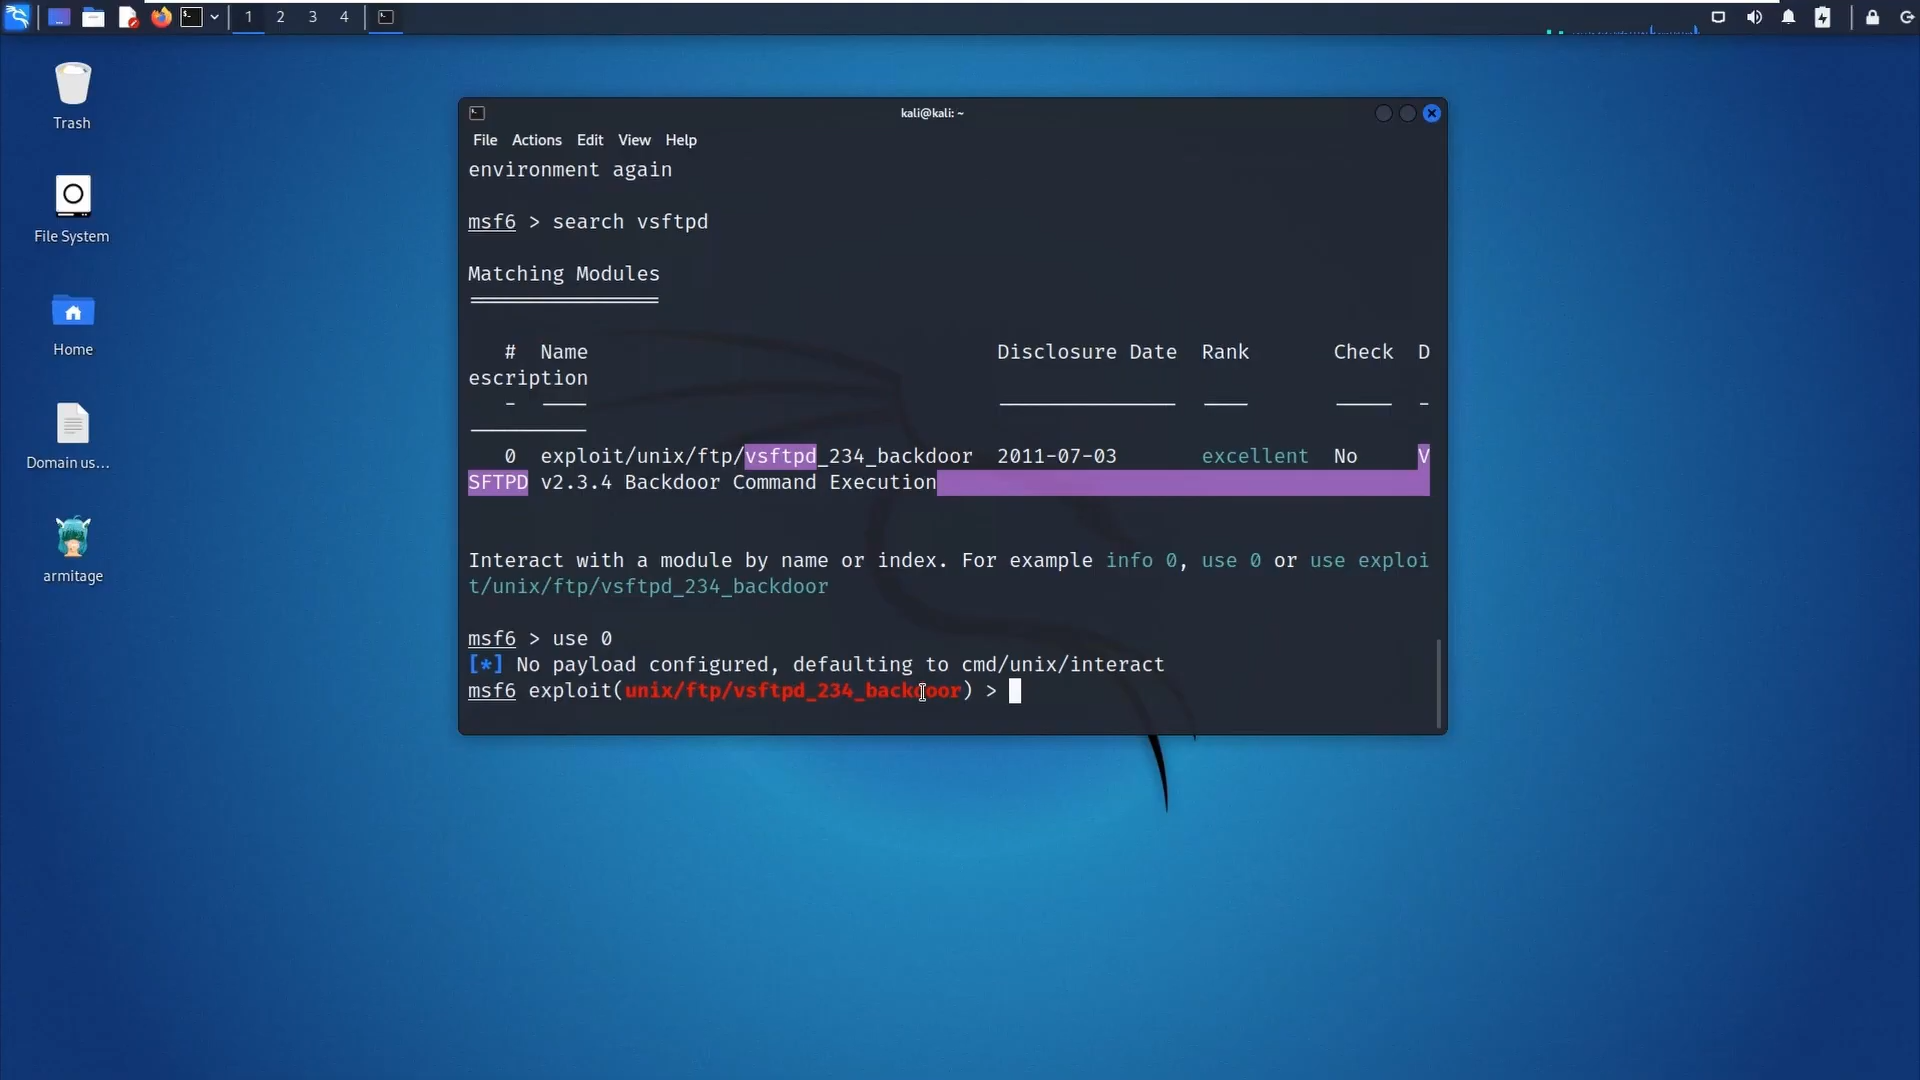 1 2 3 4
Trash
File System
Home
Domain us...
armitage
kali@kali: ~
File Actions Edit View Help
environment again
msf6 > search vsftpd
Matching Modules
# Name Disclosure Date Rank Check D
escription
0 exploit/unix/ftp/vsftpd_234_backdoor 2011-07-03 excellent No V
SFTPD v2.3.4 Backdoor Command Execution
Interact with a module by name or index. For example info 0, use 0 or use exploi
t/unix/ftp/vsftpd_234_backdoor
msf6 > use 0
[*] No payload configured, defaulting to cmd/unix/interact
msf6 exploit(unix/ftp/vsftpd_234_backdoor) >